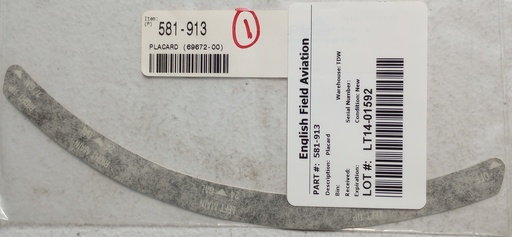 Item:
(P)
581-913
PLACARD (69672-00)
1
English Field Aviation
PART #: 581-913
Description: Placard
Warehouse: TDW
Bin:
Serial Number:
Received:
Condition: New
Expiration:
LOT #: LT14-01592